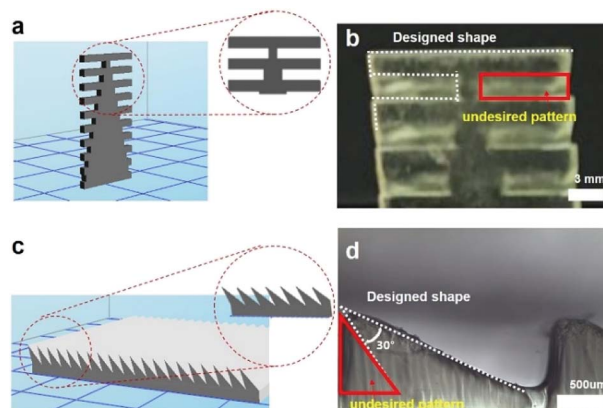 a
b
Designed shape
undesired pattern
3 mm
c
d
Designed shape
30°
undesired pattern
500um